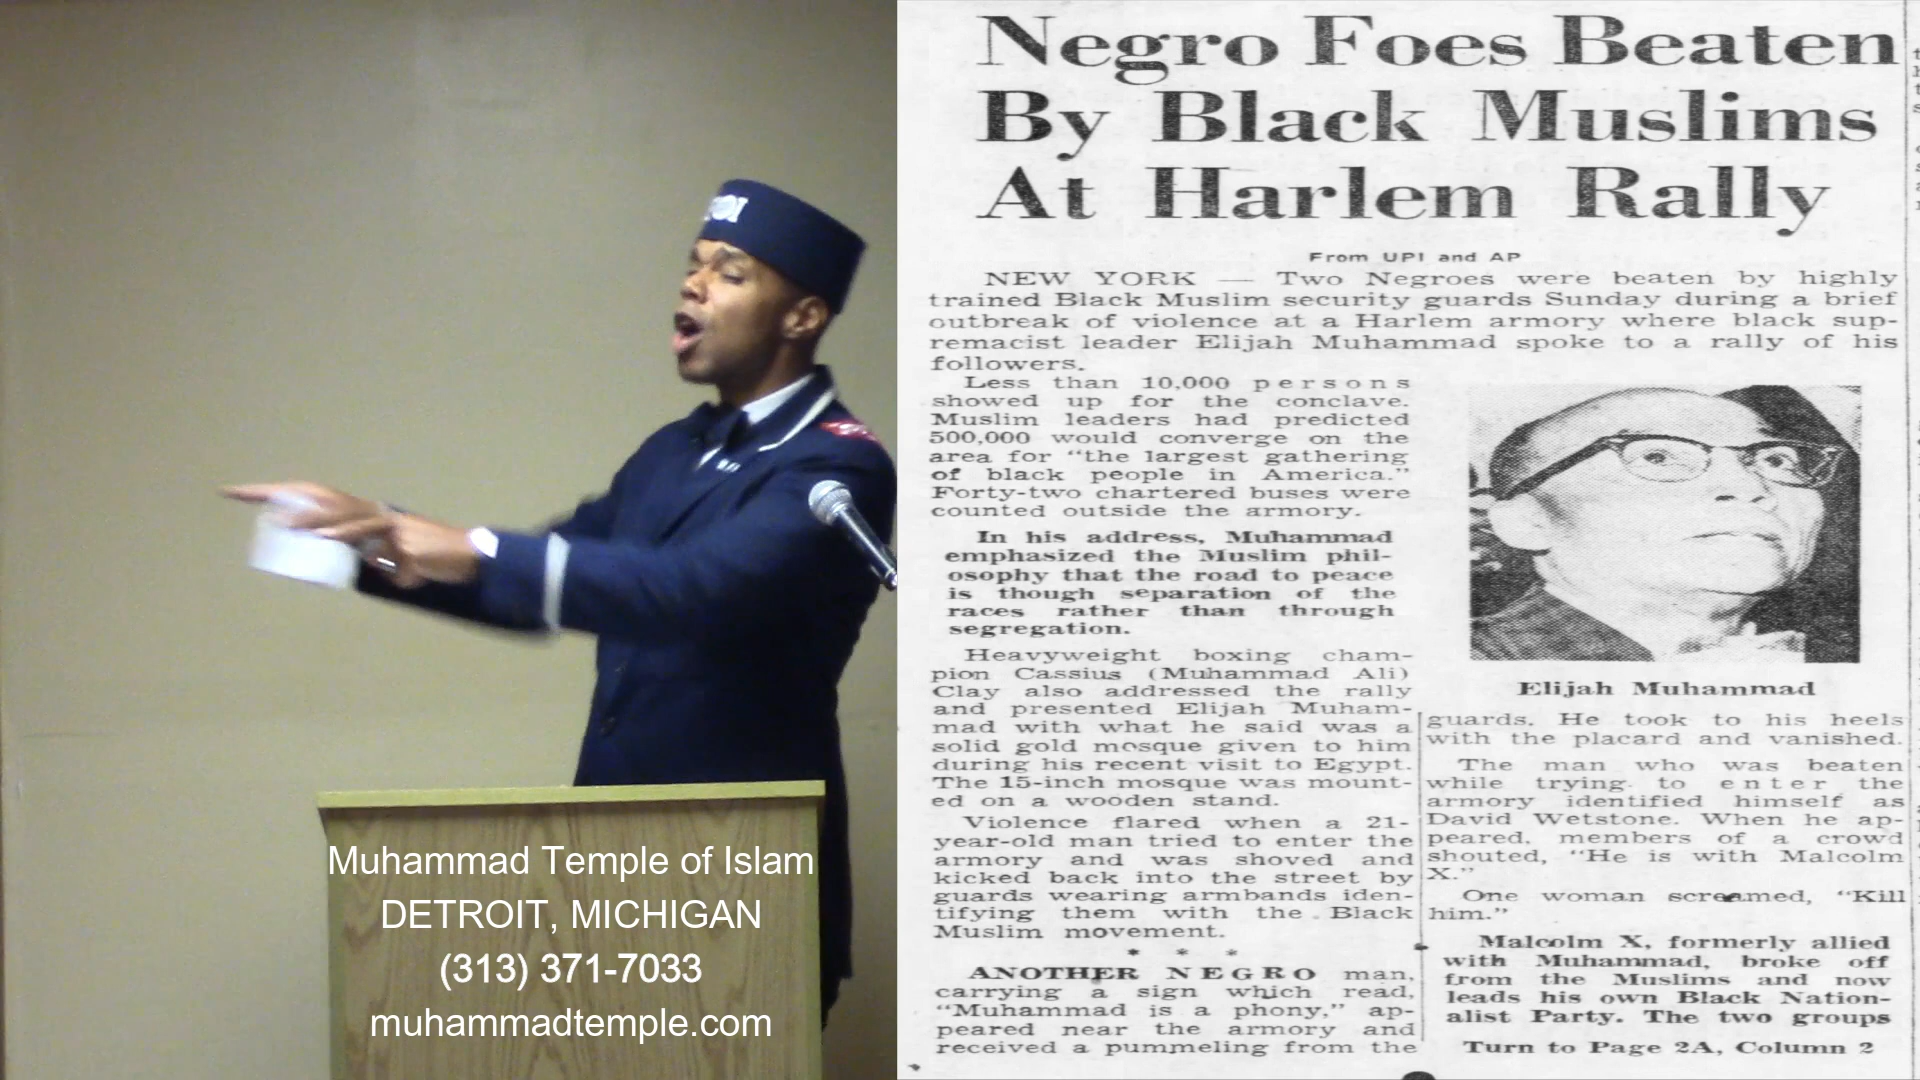 FOI
Muhammad Temple of Islam
DETROIT, MICHIGAN
(313) 371-7033
muhammadtemple.com
Negro Foes Beaten
By Black Muslims
At Harlem Rally
From UPI and AP
NEW YORK — Two Negroes were beaten by highly
trained Black Muslim security guards Sunday during a brief
outbreak of violence at a Harlem armory where black sup-
remacist leader Elijah Muhammad spoke to a rally of his
followers.
Less than 10,000 persons
showed up for the conclave.
Muslim leaders had predicted
500,000 would converge on the
area for "the largest gathering
of black people in America."
Forty-two chartered buses were
counted outside the armory.
In his address, Muhammad
emphasized the Muslim phil-
osophy that the road to peace
is though separation of the
races rather than through
segregation.
Heavyweight boxing cham-
pion Cassius (Muhammad Ali)
Clay also addressed the rally
and presented Elijah Muham-
mad with what he said was a
solid gold mosque given to him
during his recent visit to Egypt.
The 15-inch mosque was mount-
ed on a wooden stand.
Violence flared when a 21-
year-old man tried to enter the
armory and was shoved and
kicked back into the street by
guards wearing armbands iden-
tifying them with the Black
Muslim movement.
* * *
ANOTHER NEGRO man,
carrying a sign which read,
"Muhammad is a phony," ap-
peared near the armory and
received a pummeling from the
Elijah Muhammad
guards. He took to his heels
with the placard and vanished.
The man who was beaten
while trying to enter the
armory identified himself as
David Wetstone. When he ap-
peared, members of a crowd
shouted, "He is with Malcolm
X."
One woman screamed, "Kill
him."
Malcolm X, formerly allied
with Muhammad, broke off
from the Muslims and now
leads his own Black Nation-
alist Party. The two groups
Turn to Page 2A, Column 2